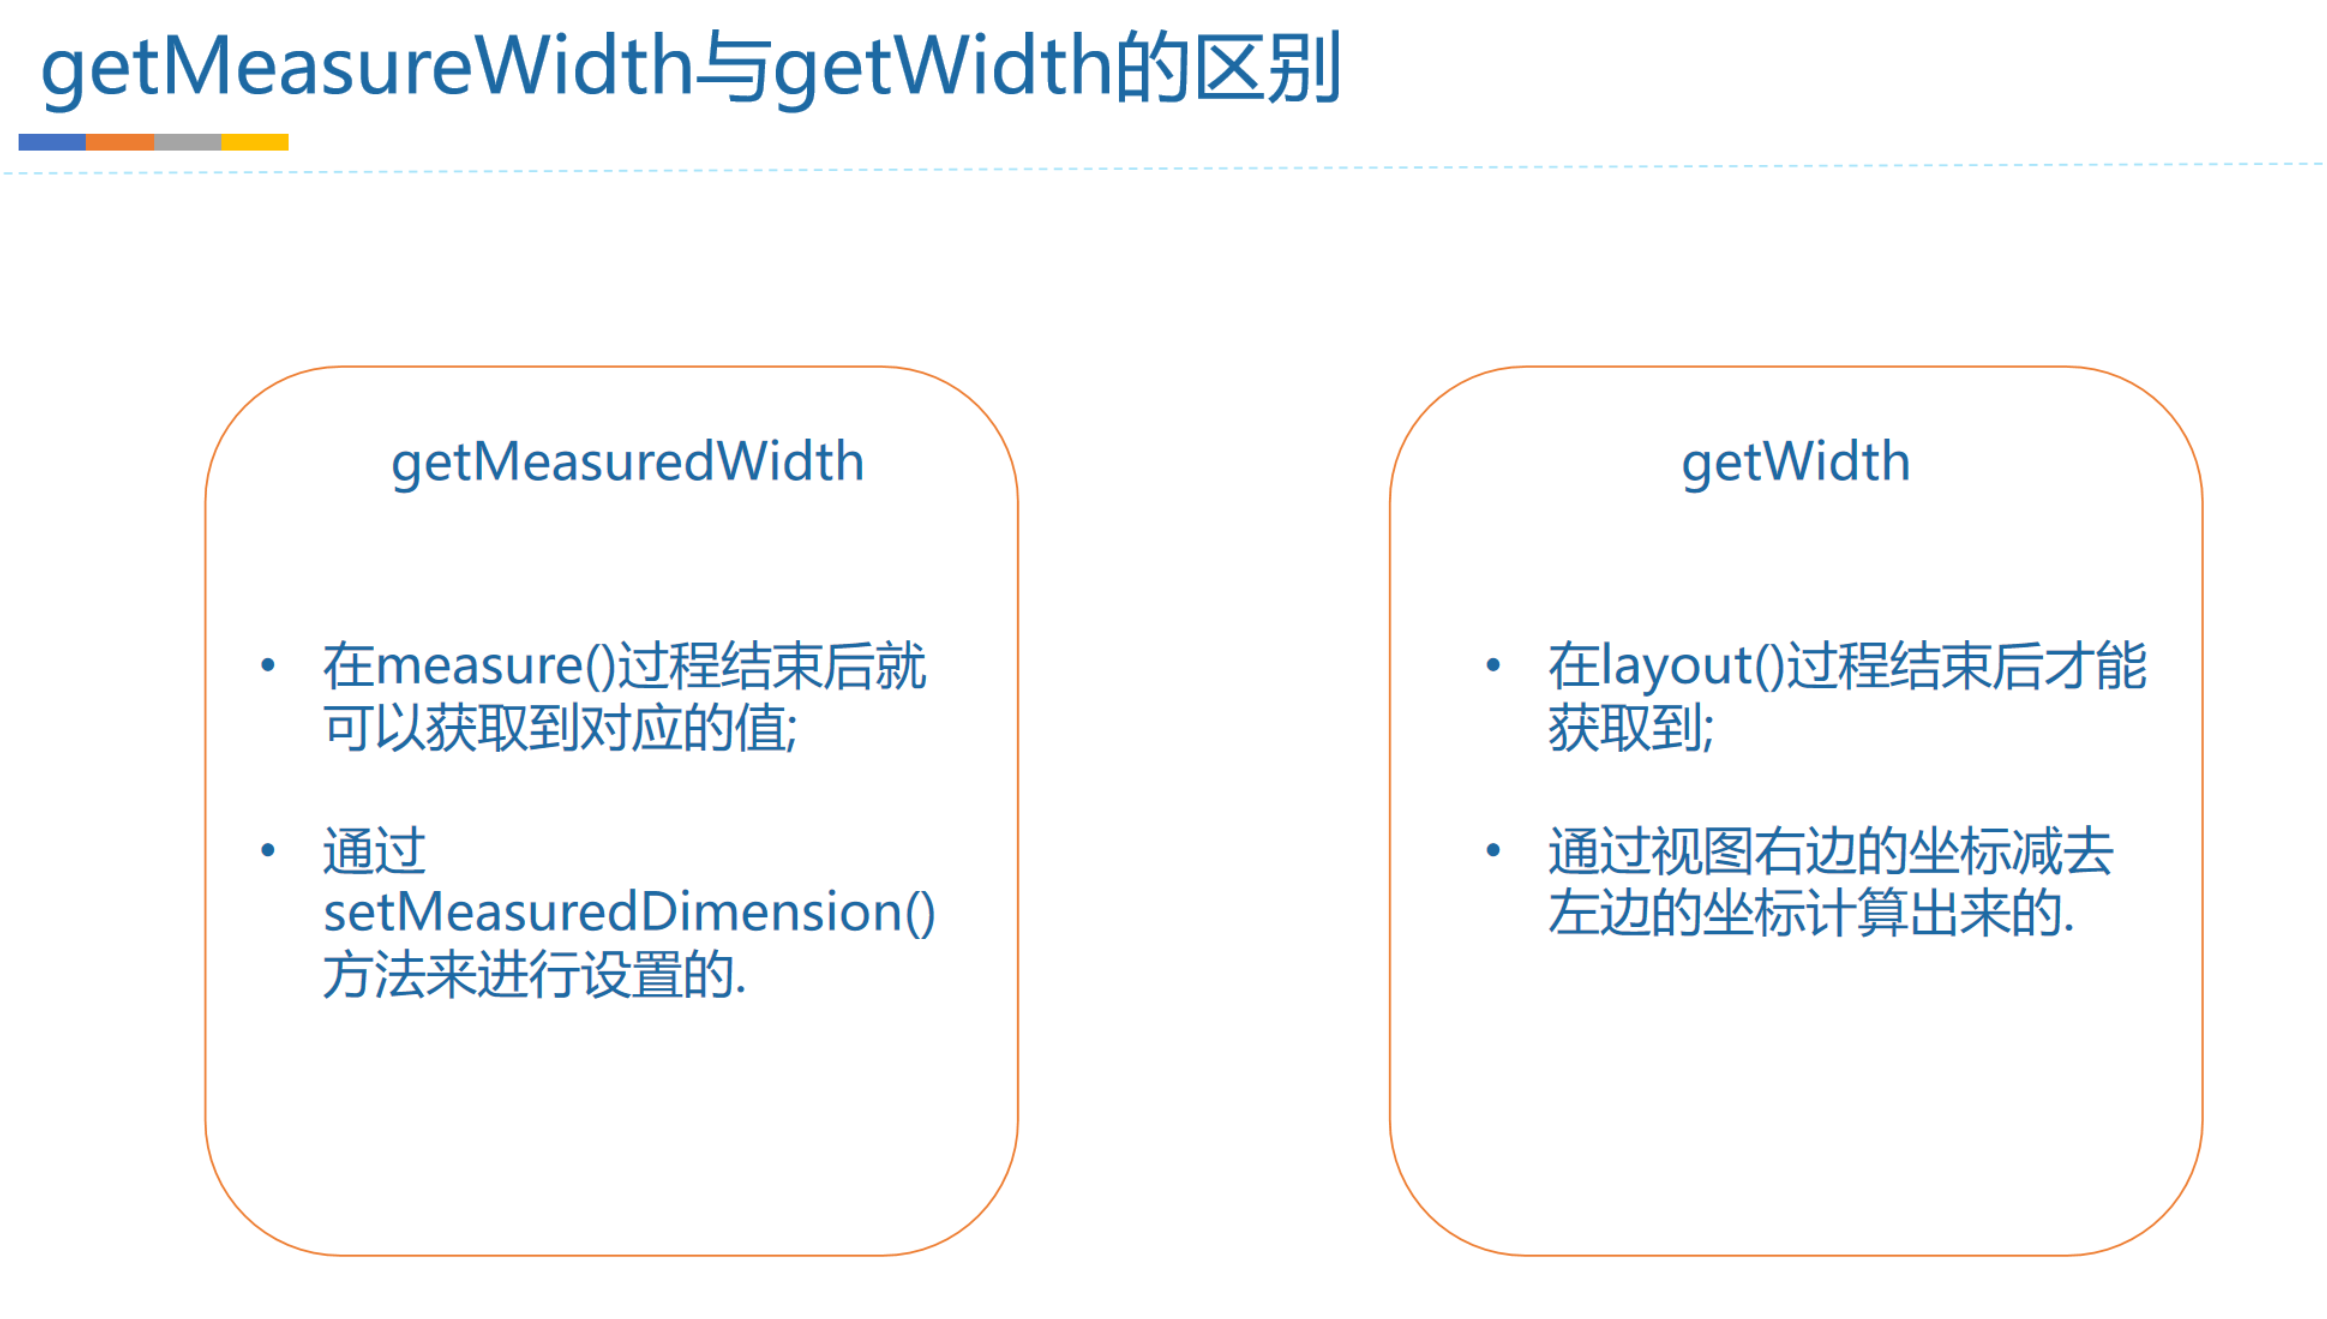 getMeasureWidth与getWidth的区别
getMeasuredWidth
• 在measure()过程结束后就
可以获取到对应的值;
• 通过
setMeasuredDimension()
方法来进行设置的.
getWidth
• 在layout()过程结束后才能
获取到;
• 通过视图右边的坐标减去
左边的坐标计算出来的.